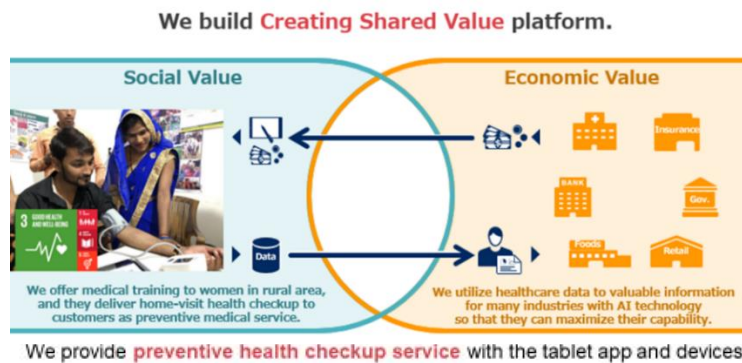 We build Creating Shared Value platform.
Social Value
Economic Value
Insurance
BANK
Gov.
3 GOOD HEALTH
AND WELL-BEING
Data
Foods
Retail
We offer medical training to women in rural area,
and they deliver home-visit health checkup to
customers as preventive medical service.
We utilize healthcare data to valuable information
for many industries with AI technology
so that they can maximize their capability.
We provide preventive health checkup service with the tablet app and devices